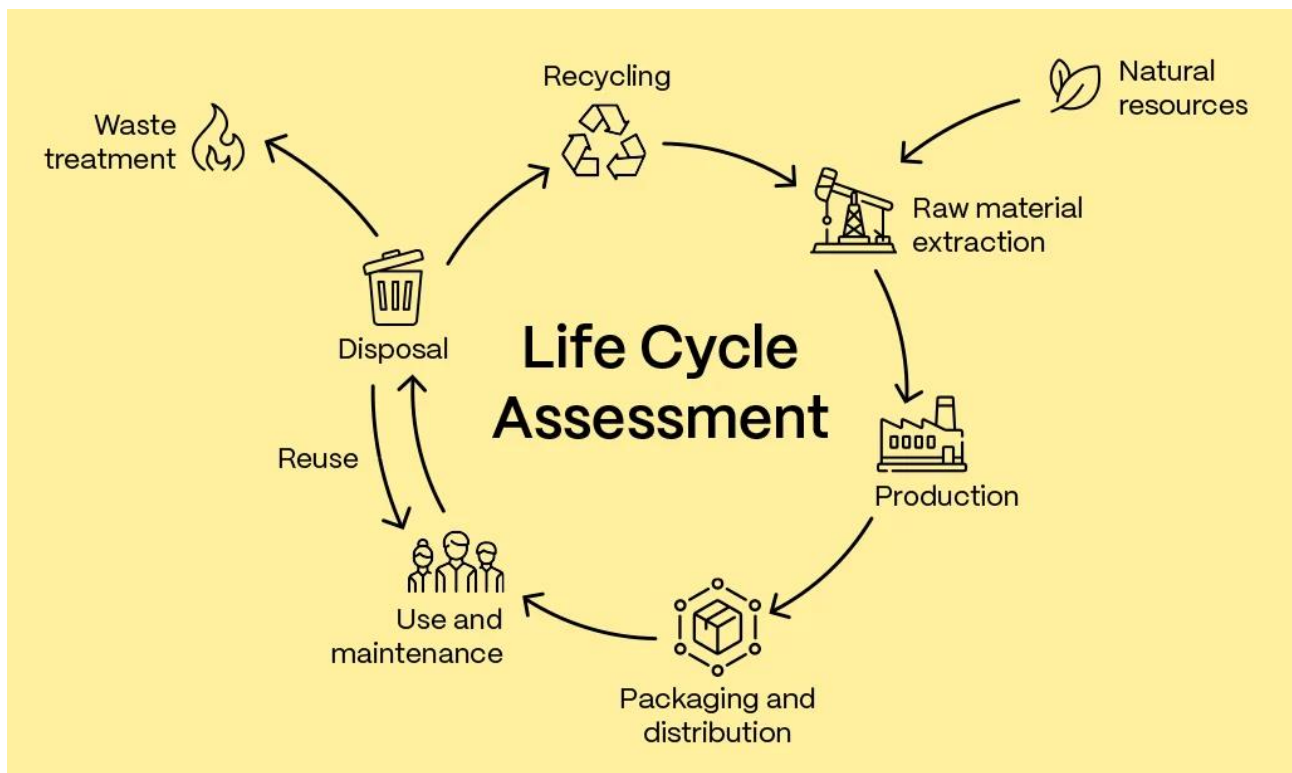 Recycling
Natural
resources
Waste
treatment
Raw material
extraction
Life Cycle
Assessment
Disposal
Reuse
Production
Use and
maintenance
Packaging and
distribution